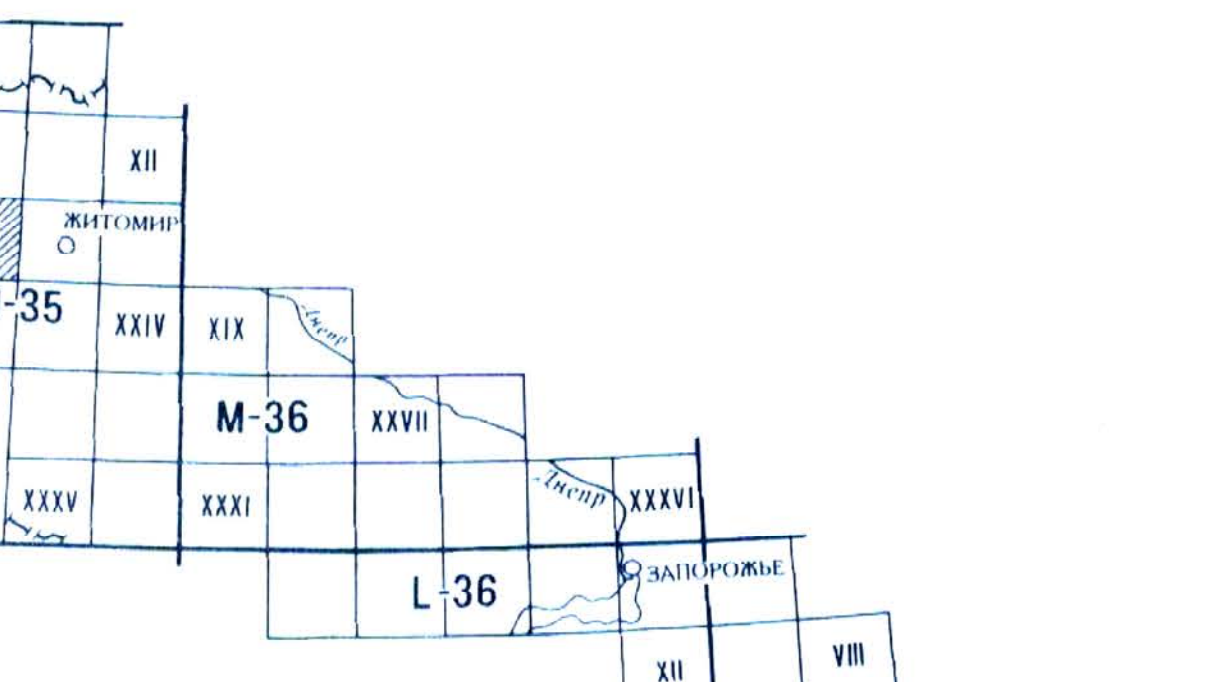 XII
ЖИТОМИР
-35
XXIV
XIX
Днепр
M-36
XXVII
XXXV
XXXI
Днепр
XXXVI
L-36
ЗАПОРОЖЬЕ
XII
VIII